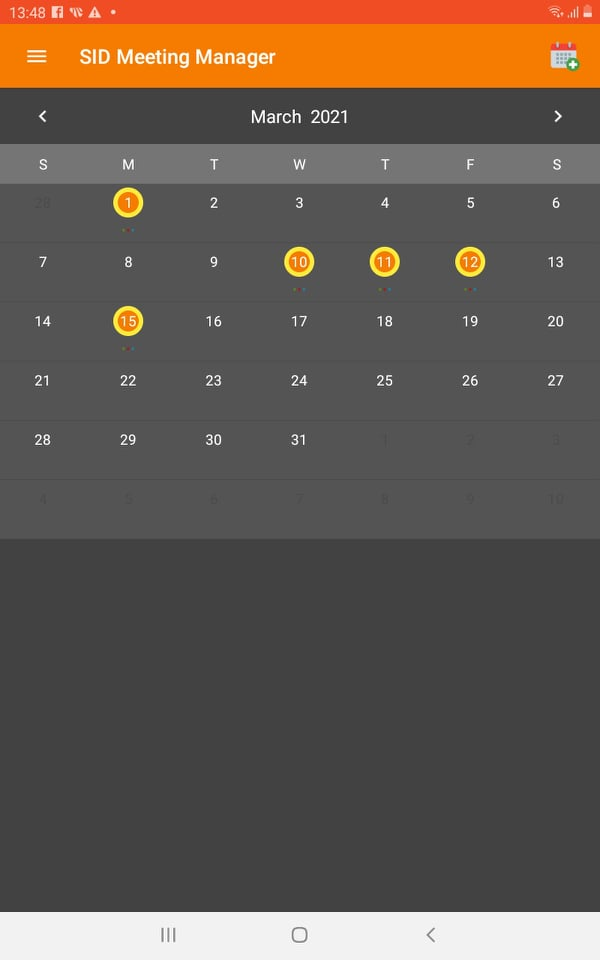 13:48
SID Meeting Manager
March 2021
S M T W T F S
28 1 2 3 4 5 6
7 8 9 10 11 12 13
14 15 16 17 18 19 20
21 22 23 24 25 26 27
28 29 30 31 1 2 3
4 5 6 7 8 9 10